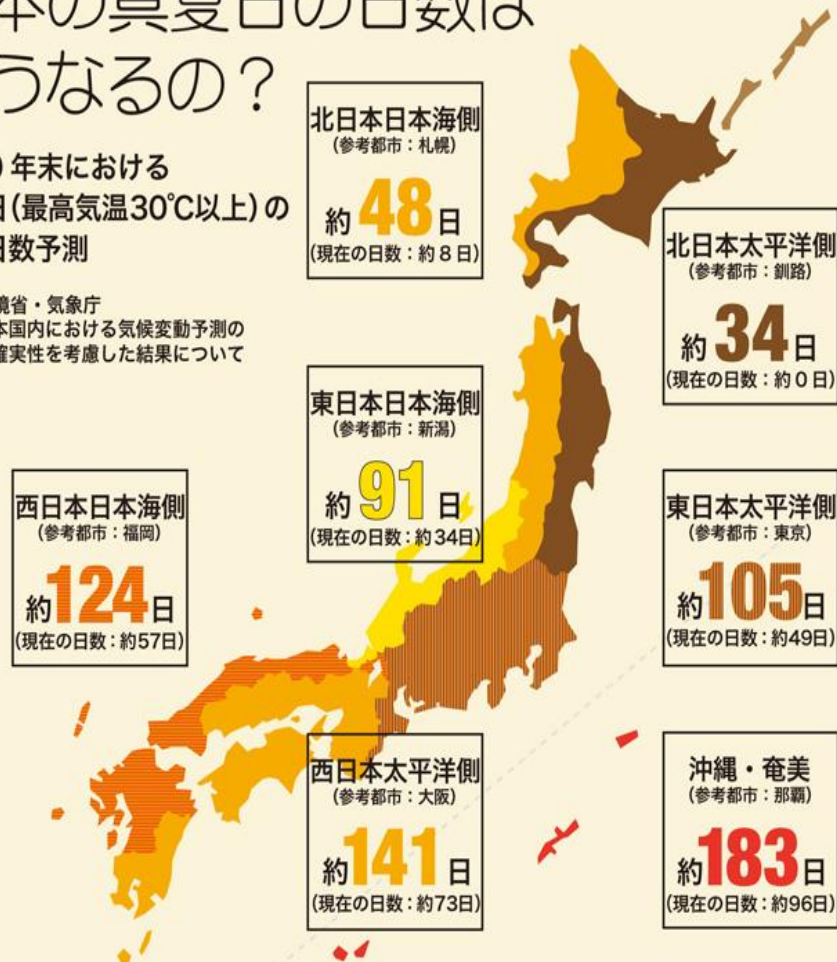 本の真夏日の日数は
うなるの？
年末における
(最高気温30℃以上)の
日数予測
境省・気象庁
本国内における気候変動予測の
確実性を考慮した結果について
北日本日本海側
(参考都市：札幌)
約48日
(現在の日数：約８日)
北日本太平洋側
(参考都市：釧路)
約34日
(現在の日数：約０日)
東日本日本海側
(参考都市：新潟)
約91日
(現在の日数：約34日)
西日本日本海側
(参考都市：福岡)
約124日
(現在の日数：約57日)
東日本太平洋側
(参考都市：東京)
約105日
(現在の日数：約49日)
西日本太平洋側
(参考都市：大阪)
約141日
(現在の日数：約73日)
沖縄・奄美
(参考都市：那覇)
約183日
(現在の日数：約96日)